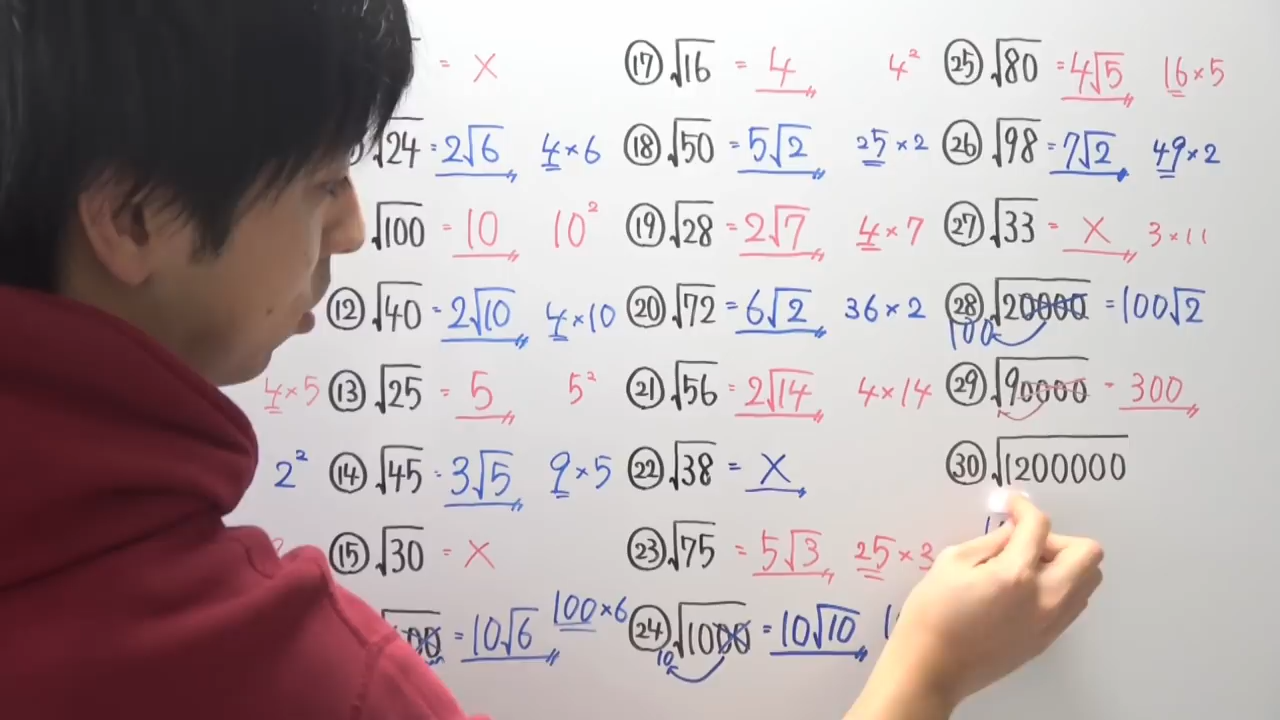 = ×
√24 = 2√6 4×6
√100 = 10 10²
⑫ √40 = 2√10 4×10
4×5 ⑬ √25 = 5 5²
2² ⑭ √45 = 3√5 9×5
⑮ √30 = ×
00 = 10√6 100×6
⑰ √16 = 4 4²
⑱ √50 = 5√2 25×2
⑲ √28 = 2√7 4×7
⑳ √72 = 6√2 36×2
㉑ √56 = 2√14 4×14
㉒ √38 = ×
㉓ √75 = 5√3 25×3
㉔ √1000 = 10√10
10
㉕ √80 = 4√5 16×5
㉖ √98 = 7√2 49×2
㉗ √33 = × 3×11
㉘ √20000 = 100√2
100
㉙ √90000 = 300
㉚ √1200000